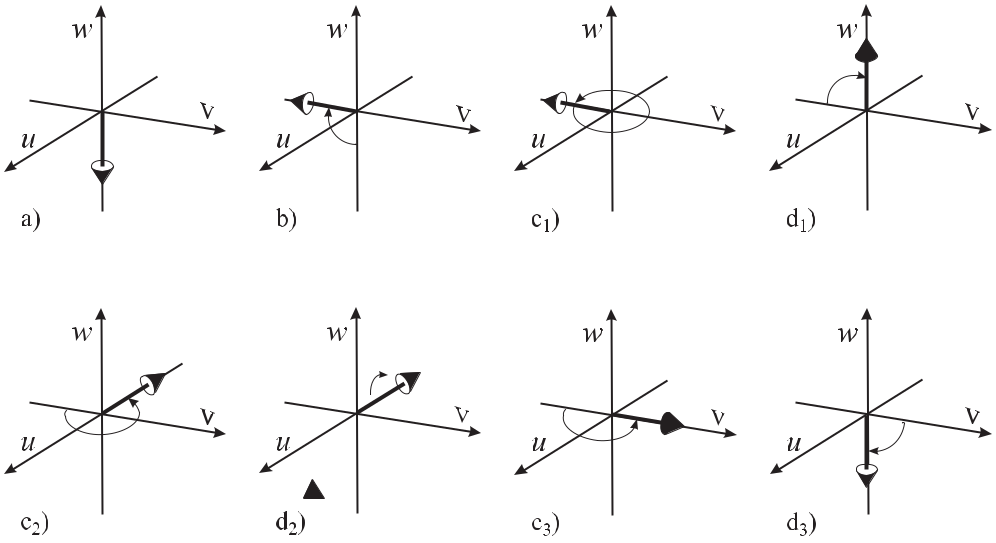 w w w w
v v v v
u u u u
a) b) c₁) d₁)
w w w w
v v v v
u u u u
c₂) d₂) c₃) d₃)